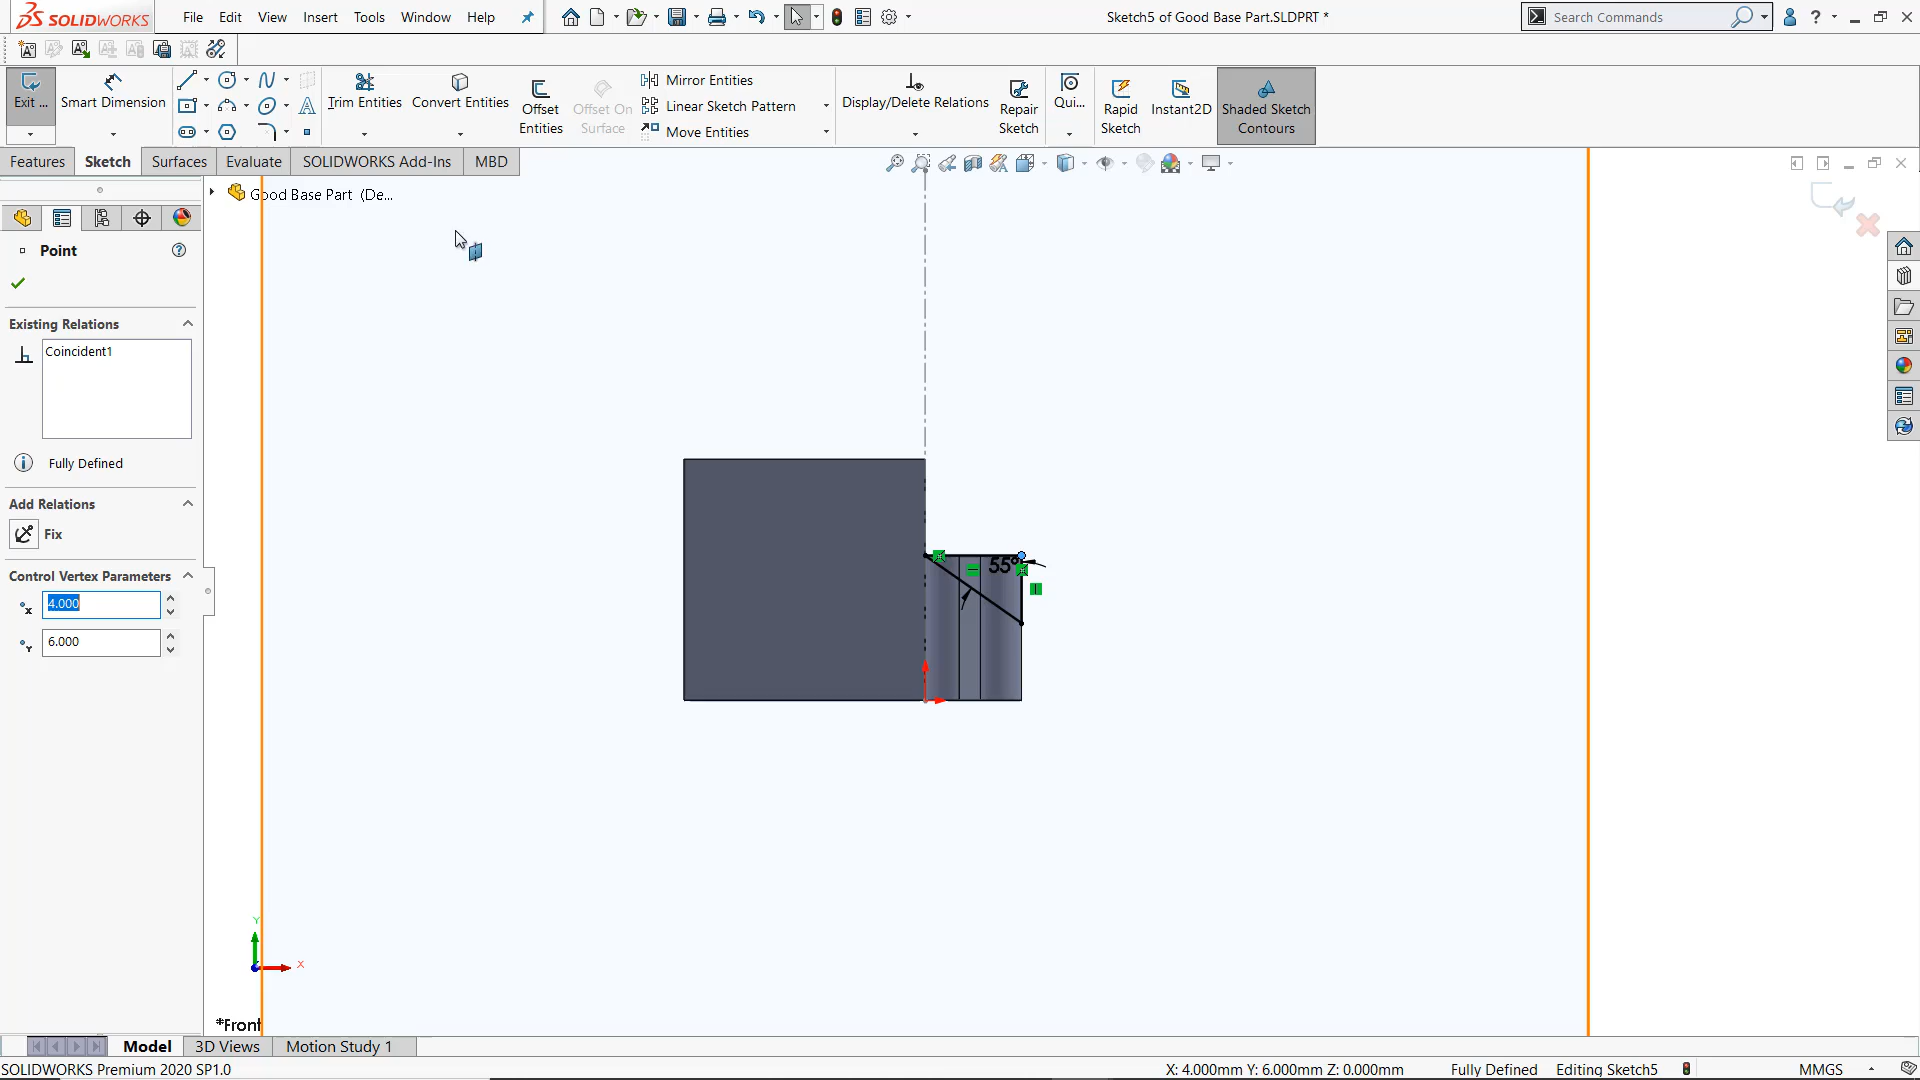 SOLIDWORKS File Edit View Insert Tools Window Help Sketch5 of Good Base Part.SLDPRT * Search Commands ?
Exit ...
Smart Dimension
Trim Entities
Convert Entities
Offset
Entities
Offset On
Surface
Mirror Entities
Linear Sketch Pattern
Move Entities
Display/Delete Relations
Repair
Sketch
Qui...
Rapid
Sketch
Instant2D
Shaded Sketch
Contours
Features Sketch Surfaces Evaluate SOLIDWORKS Add-Ins MBD
Good Base Part (De...
Point
Existing Relations
Coincident1
Fully Defined
Add Relations
Fix
Control Vertex Parameters
X 4.000
Y 6.000
55°
Y
X
*Front
Model 3D Views Motion Study 1
SOLIDWORKS Premium 2020 SP1.0 X: 4.000mm Y: 6.000mm Z: 0.000mm Fully Defined Editing Sketch5 MMGS